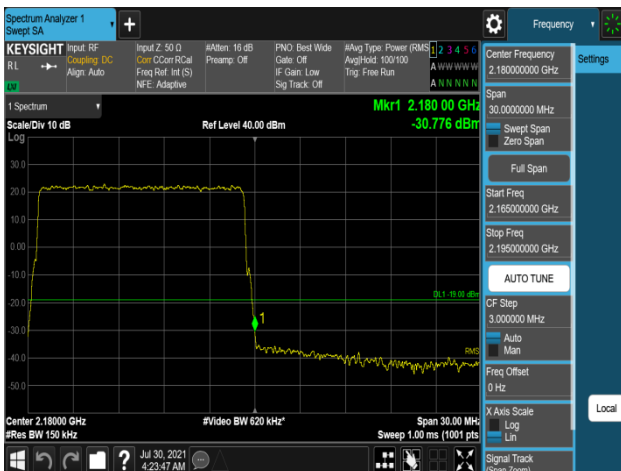 Spectrum Analyzer 1
Swept SA
+
Frequency
KEYSIGHT
RL
Input: RF
Coupling: DC
Align: Auto
Input Z: 50 Ω
Corr CCorr RCal
Freq Ref: Int (S)
NFE: Adaptive
#Atten: 16 dB
Preamp: Off
PNO: Best Wide
Gate: Off
IF Gain: Low
Sig Track: Off
#Avg Type: Power (RMS
Avg|Hold: 100/100
Trig: Free Run
1 2 3 4 5 6
A W W W W W
A N N N N N
LW
1 Spectrum
Scale/Div 10 dB
Log
Ref Level 40.00 dBm
Mkr1 2.180 00 GHz
-30.776 dBm
30.0
20.0
10.0
0.00
-10.0
-20.0
-30.0
-40.0
-50.0
DL1 -19.00 dBm
1
RMS
Center 2.18000 GHz
#Res BW 150 kHz
#Video BW 620 kHz*
Span 30.00 MHz
Sweep 1.00 ms (1001 pts
?
Jul 30, 2021
4:23:47 AM
Center Frequency
2.180000000 GHz
Settings
Span
30.0000000 MHz
Swept Span
Zero Span
Full Span
Start Freq
2.165000000 GHz
Stop Freq
2.195000000 GHz
AUTO TUNE
CF Step
3.000000 MHz
Auto
Man
Freq Offset
0 Hz
X Axis Scale
Log
Lin
Local
Signal Track
(Span Zoom)